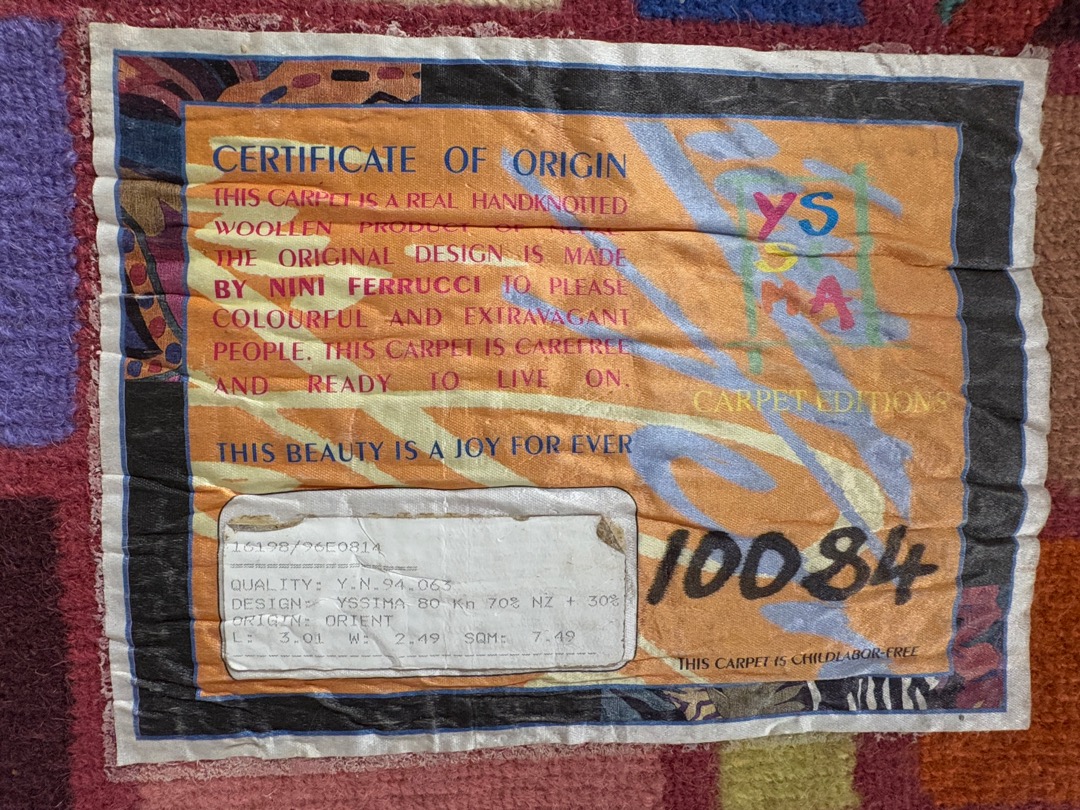 CERTIFICATE OF ORIGIN
THIS CARPET IS A REAL HANDKNOTTED
WOOLLEN PRODUCT OF
THE ORIGINAL DESIGN IS MADE
BY NINI FERRUCCI TO PLEASE
COLOURFUL AND EXTRAVAGANT
PEOPLE. THIS CARPET IS CAREFREE
AND READY TO LIVE ON.
THIS BEAUTY IS A JOY FOR EVER
YS
S
MA
CARPET EDITIONS
16198/96E0814
QUALITY: Y.N.94.063
DESIGN: YSSIMA 80 Kn 70% NZ + 30%
ORIGIN: ORIENT
L: 3.01 W: 2.49 SQM: 7.49
10084
THIS CARPET IS CHILDLABOR-FREE